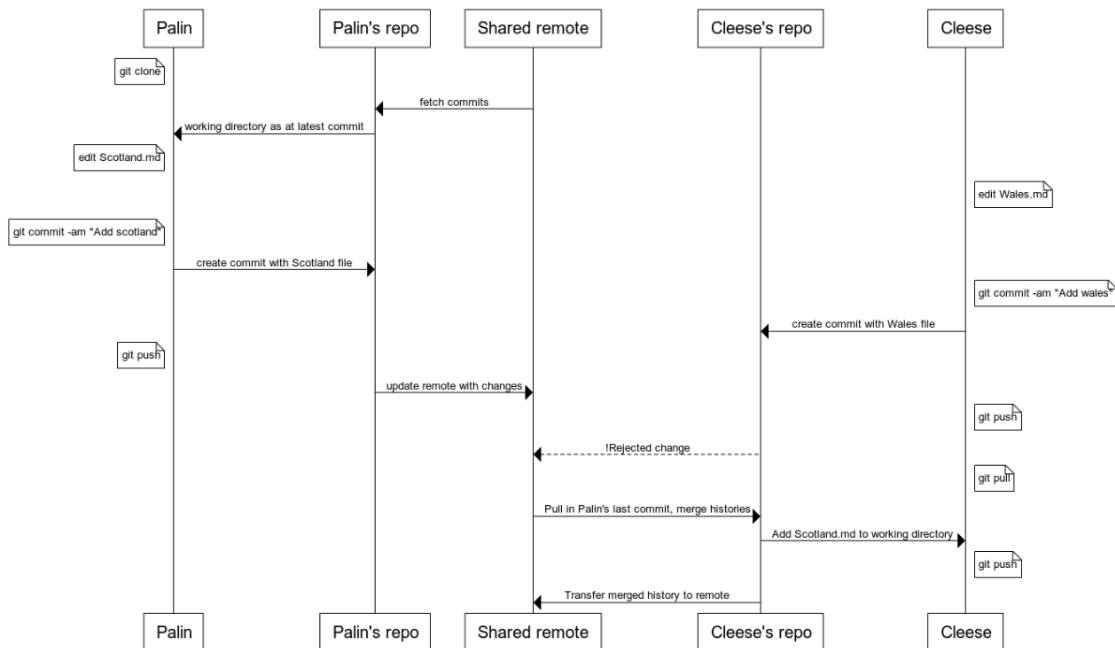 Palin
Palin's repo
Shared remote
Cleese's repo
Cleese
git clone
fetch commits
working directory as at latest commit
edit Scotland.md
edit Wales.md
git commit -am "Add scotland"
create commit with Scotland file
git commit -am "Add wales"
create commit with Wales file
git push
update remote with changes
git push
!Rejected change
git pull
Pull in Palin's last commit, merge histories
Add Scotland.md to working directory
git push
Transfer merged history to remote
Palin
Palin's repo
Shared remote
Cleese's repo
Cleese